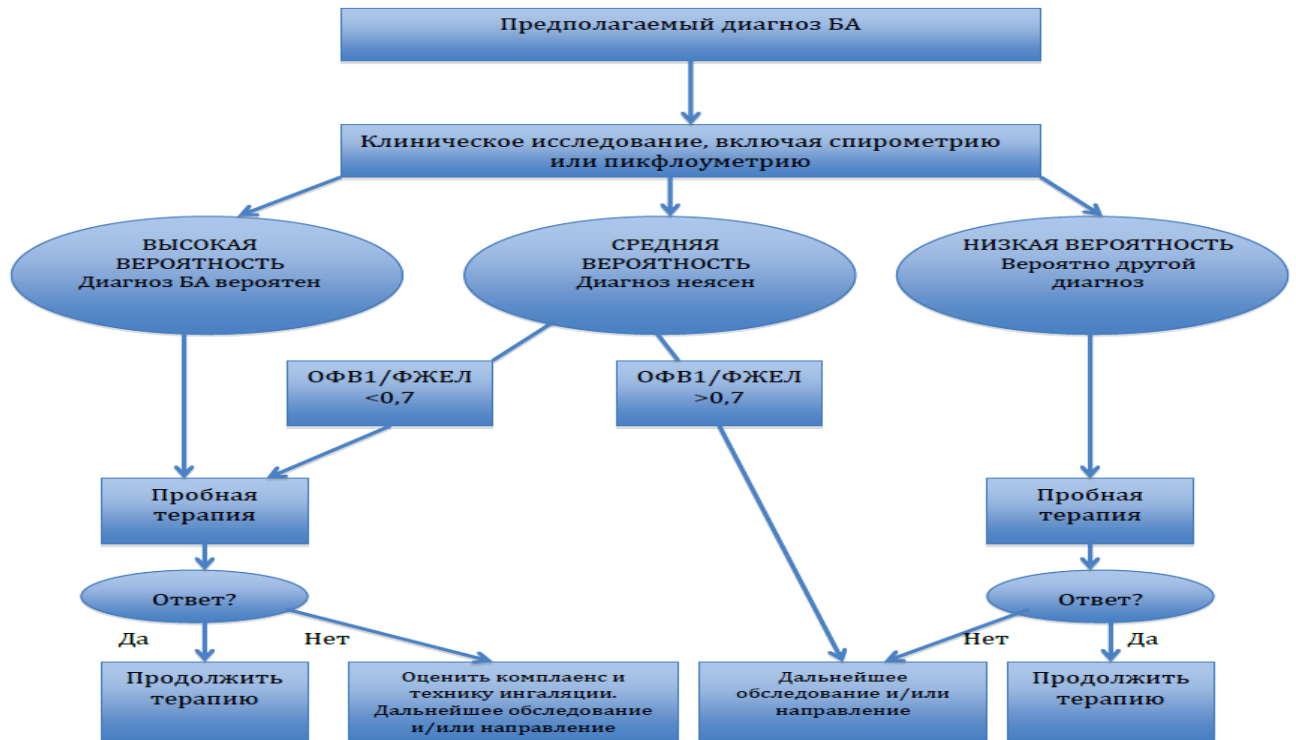 Предполагаемый диагноз БА
Клиническое исследование, включая спирометрию
или пикфлоуметрию
ВЫСОКАЯ
ВЕРОЯТНОСТЬ
Диагноз БА вероятен
СРЕДНЯЯ
ВЕРОЯТНОСТЬ
Диагноз неясен
НИЗКАЯ ВЕРОЯТНОСТЬ
Вероятно другой
диагноз
ОФВ1/ФЖЕЛ
<0,7
ОФВ1/ФЖЕЛ
>0,7
Пробная
терапия
Пробная
терапия
Ответ?
Ответ?
Да
Нет
Нет
Да
Продолжить
терапию
Оценить комплаенс и
технику ингаляции.
Дальнейшее обследование
и/или направление
Дальнейшее
обследование и/или
направление
Продолжить
терапию